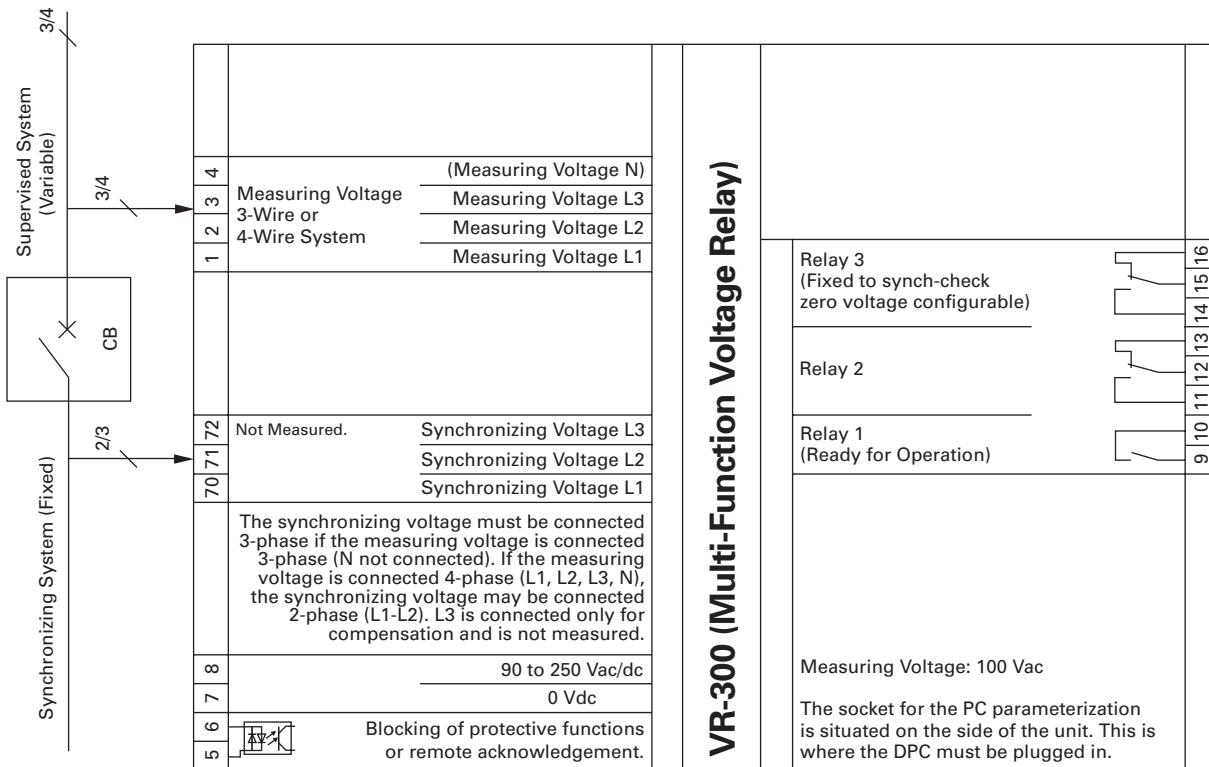 3/4
Supervised System
(Variable)
3/4
CB
2/3
Synchronizing System (Fixed)
4
3
2
1
Measuring Voltage
3-Wire or
4-Wire System
(Measuring Voltage N)
Measuring Voltage L3
Measuring Voltage L2
Measuring Voltage L1
72
71
70
Not Measured.
Synchronizing Voltage L3
Synchronizing Voltage L2
Synchronizing Voltage L1
The synchronizing voltage must be connected
3-phase if the measuring voltage is connected
3-phase (N not connected). If the measuring
voltage is connected 4-phase (L1, L2, L3, N),
the synchronizing voltage may be connected
2-phase (L1-L2). L3 is connected only for
compensation and is not measured.
8
90 to 250 Vac/dc
7
0 Vdc
6
5
Blocking of protective functions
or remote acknowledgement.
VR-300 (Multi-Function Voltage Relay)
Relay 3
(Fixed to synch-check
zero voltage configurable)
16
15
14
Relay 2
13
12
11
Relay 1
(Ready for Operation)
10
9
Measuring Voltage: 100 Vac
The socket for the PC parameterization
is situated on the side of the unit. This is
where the DPC must be plugged in.